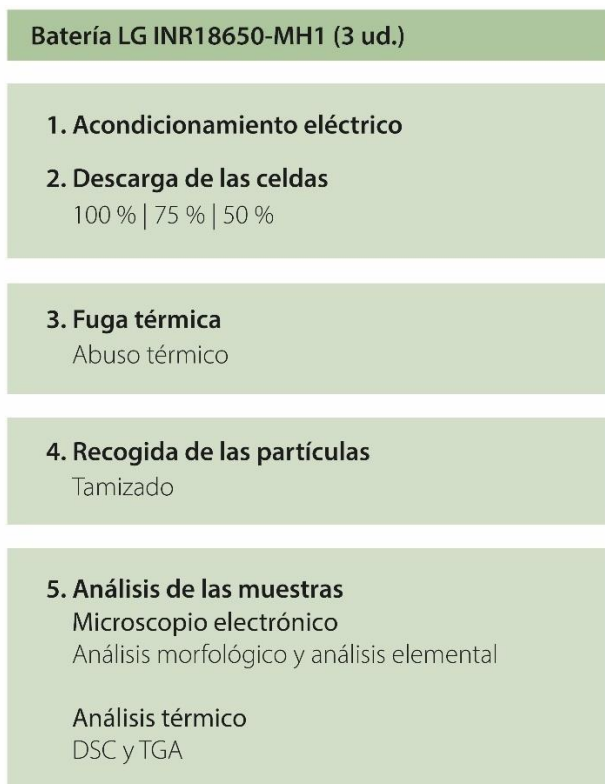 Batería LG INR18650-MH1 (3 ud.)
1. Acondicionamiento eléctrico
2. Descarga de las celdas
100 % | 75 % | 50 %
3. Fuga térmica
Abuso térmico
4. Recogida de las partículas
Tamizado
5. Análisis de las muestras
Microscopio electrónico
Análisis morfológico y análisis elemental
Análisis térmico
DSC y TGA